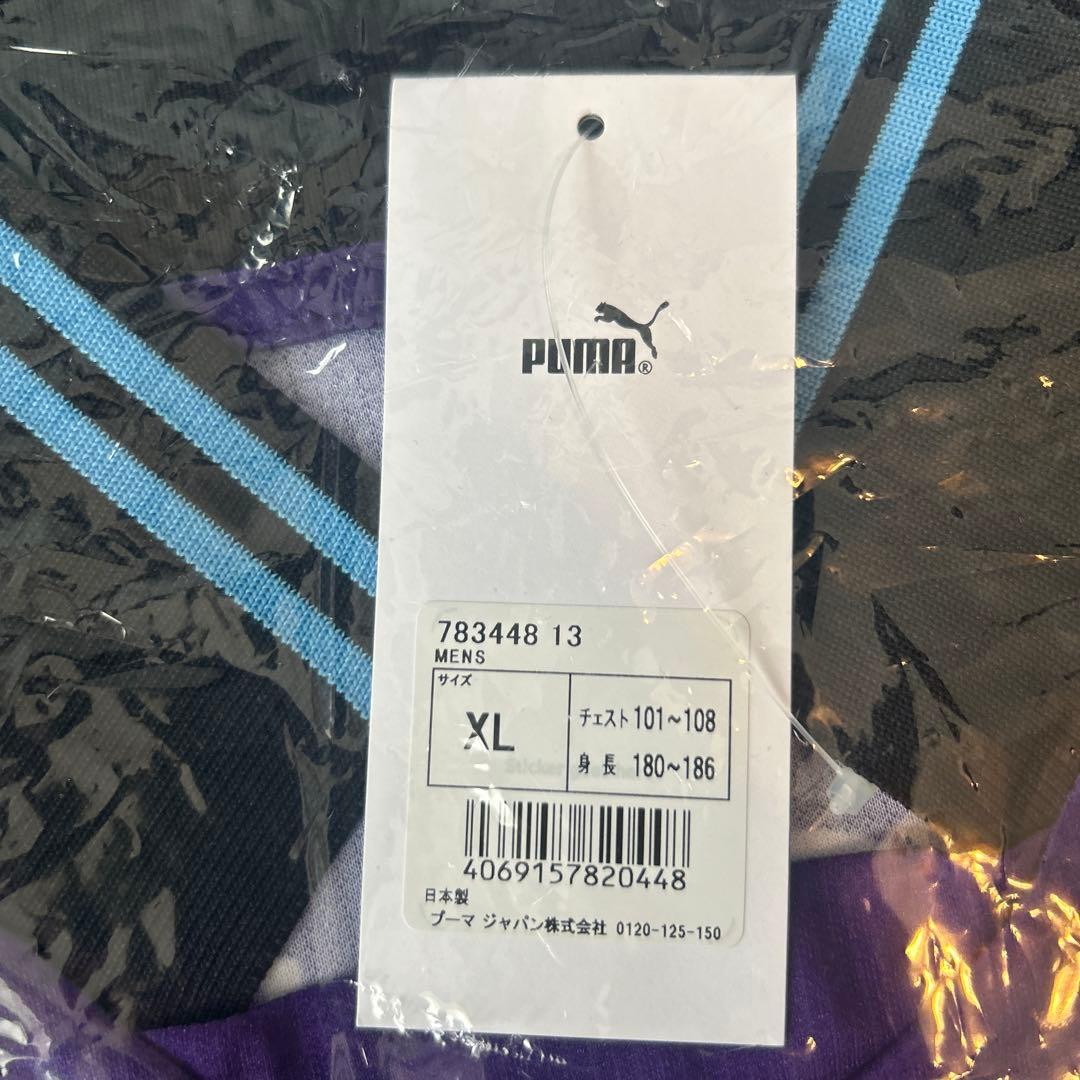 PUMA®
783448 13
MENS
サイズ
XL
チェスト 101~108
身長 180~186
4069157820448
日本製
プーマ ジャパン株式会社 0120-125-150